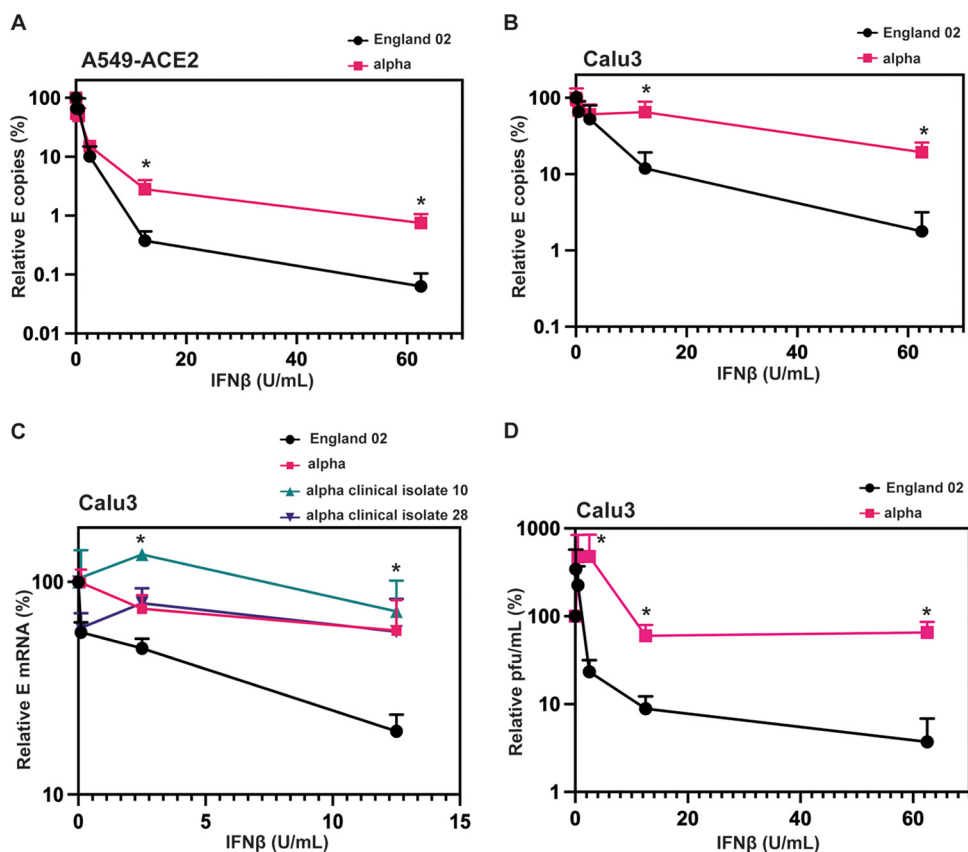 A
A549-ACE2
England 02
alpha
Relative E copies (%)
100
10
1
0.1
0.01
0 20 40 60
IFNβ (U/mL)
*
*
B
Calu3
England 02
alpha
Relative E copies (%)
100
10
1
0.1
0 20 40 60
IFNβ (U/mL)
*
*
C
England 02
alpha
alpha clinical isolate 10
alpha clinical isolate 28
Calu3
Relative E mRNA (%)
100
10
0 5 10 15
IFNβ (U/mL)
*
*
D
Calu3
England 02
alpha
Relative pfu/mL (%)
1000
100
10
1
0 20 40 60
IFNβ (U/mL)
*
*
*